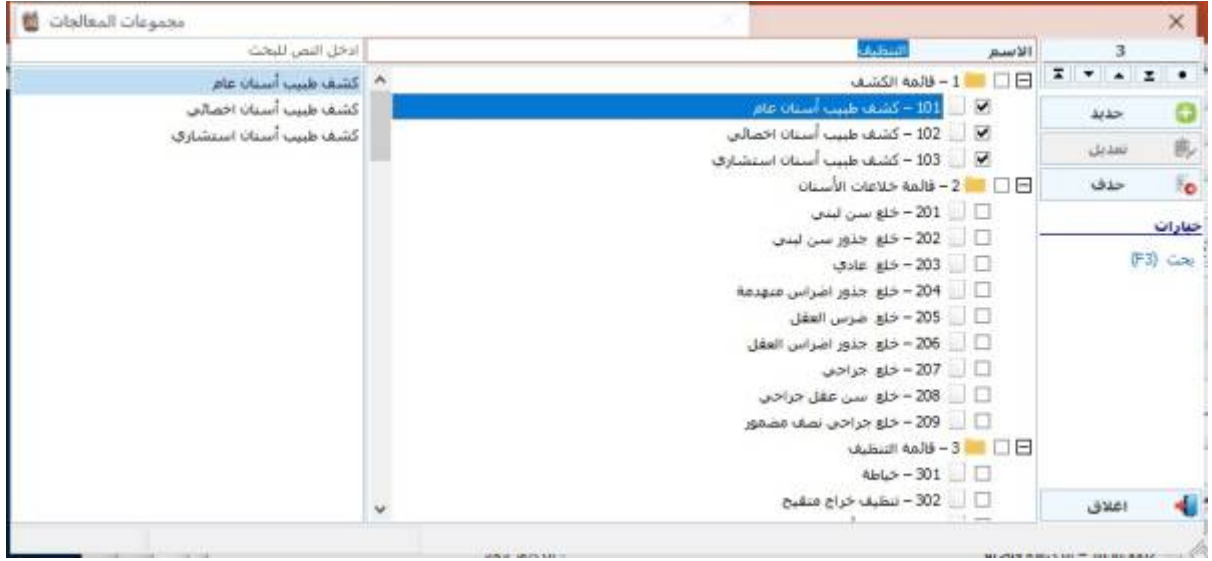 مجموعات المعالجات
3
الاسم التنظيف
ادخل النص للبحث
جديد
تعديل
حذف
خيارات
بحث (F3)
اغلاق
1 - قائمة الكشف
101 - كشف طبيب أسنان عام
102 - كشف طبيب أسنان اخصائي
103 - كشف طبيب أسنان استشاري
2 - قائمة خلاعات الأسنان
201 - خلع سن لبني
202 - خلع جذور سن لبني
203 - خلع عادي
204 - خلع جذور اضراس متهدمة
205 - خلع ضرس العقل
206 - خلع جذور اضراس العقل
207 - خلع جراحي
208 - خلع سن عقل جراحي
209 - خلع جراحي نصف مضمور
3 - قائمة التنظيف
301 - خياطة
302 - تنظيف خراج متقيح
كشف طبيب أسنان عام
كشف طبيب أسنان اخصائي
كشف طبيب أسنان استشاري